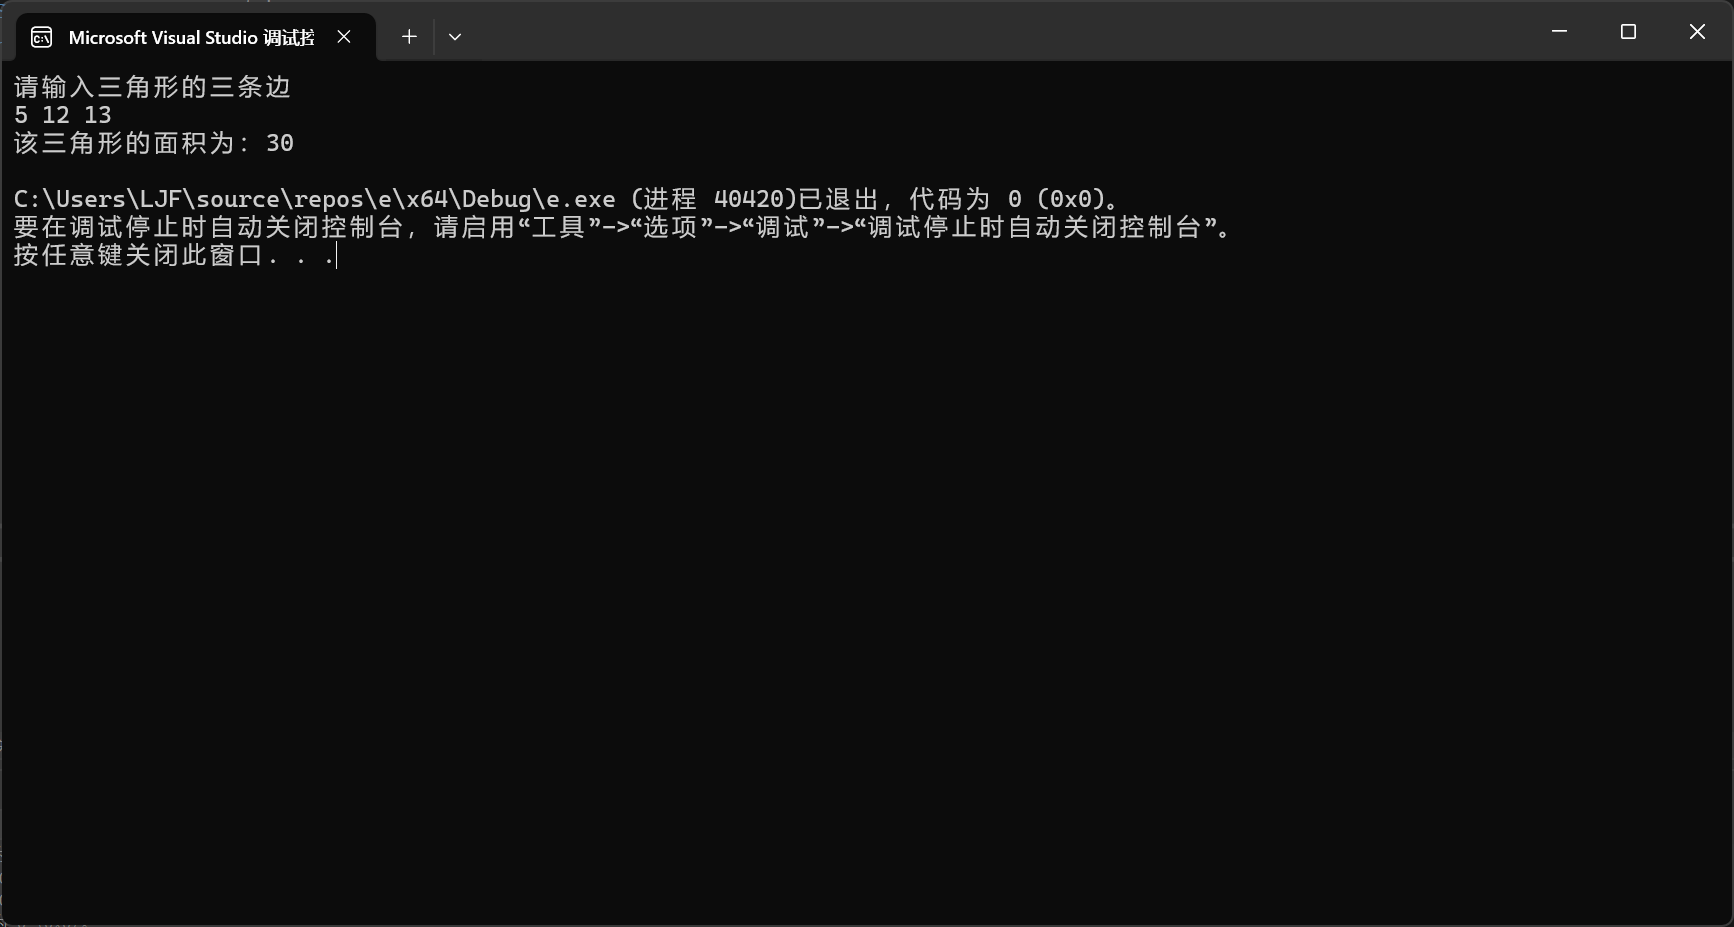 Microsoft Visual Studio 调试控
请输入三角形的三条边
5 12 13
该三角形的面积为: 30
C:\Users\LJF\source\repos\e\x64\Debug\e.exe (进程 40420)已退出，代码为 0 (0x0)。
要在调试停止时自动关闭控制台，请启用“工具”->“选项”->“调试”->“调试停止时自动关闭控制台”。
按任意键关闭此窗口. . .